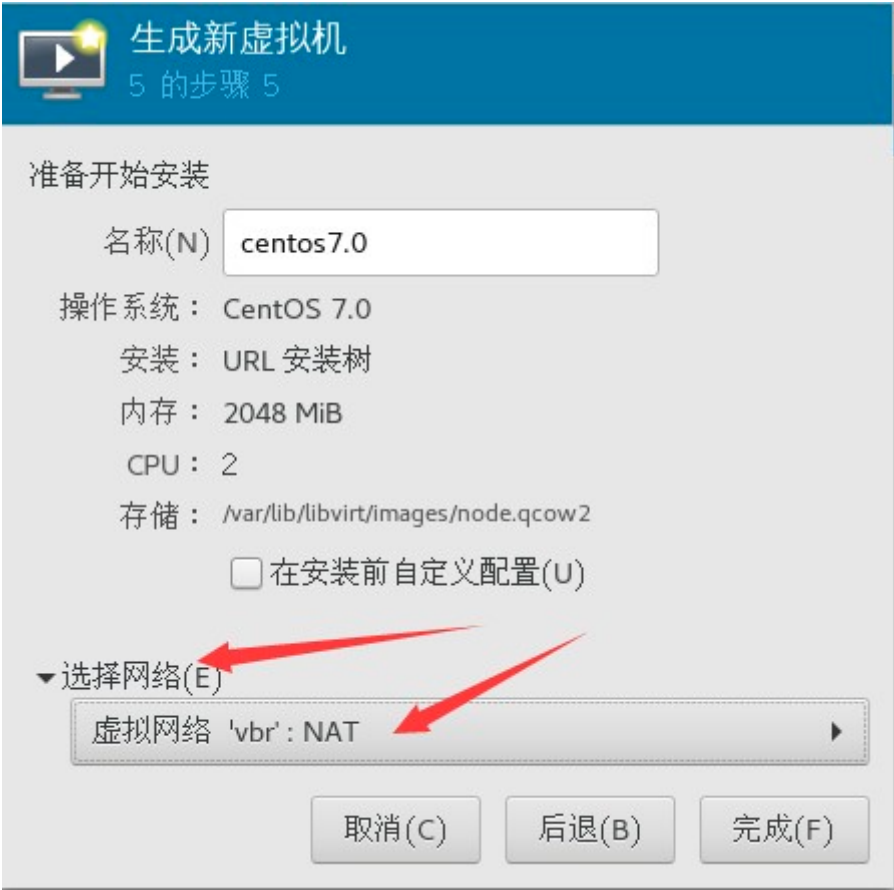 生成新虚拟机
5 的步骤 5
准备开始安装
名称(N) centos7.0
操作系统： CentOS 7.0
安装： URL 安装树
内存： 2048 MiB
CPU： 2
存储： /var/lib/libvirt/images/node.qcow2
在安装前自定义配置(U)
选择网络(E)
虚拟网络 'vbr' : NAT
取消(C) 后退(B) 完成(F)